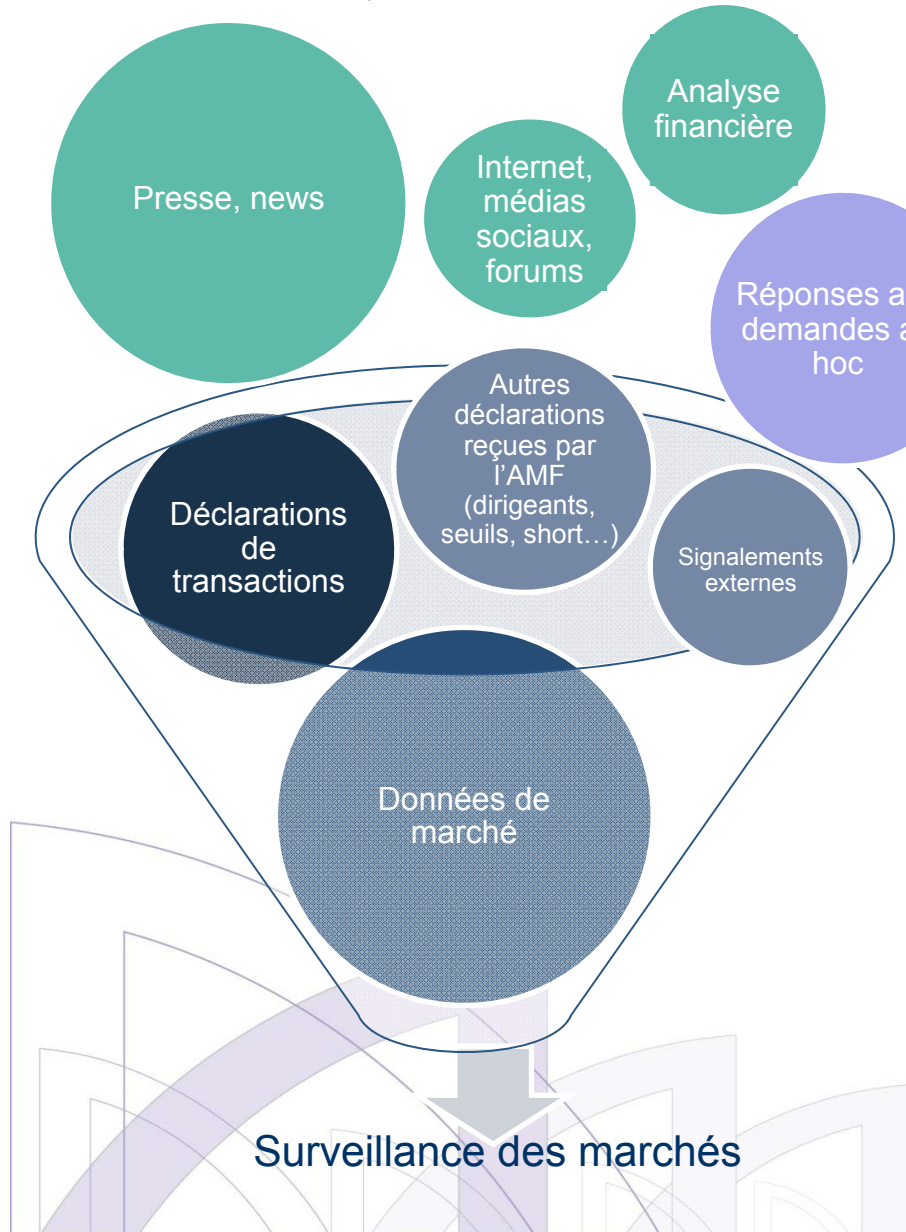 Analyse
financière
Presse, news
Internet,
médias
sociaux,
forums
Réponses a
demandes a
hoc
Autres
déclarations
reçues par
l'AMF
(dirigeants,
seuils, short…)
Déclarations
de
transactions
Signalements
externes
Données de
marché
Surveillance des marchés